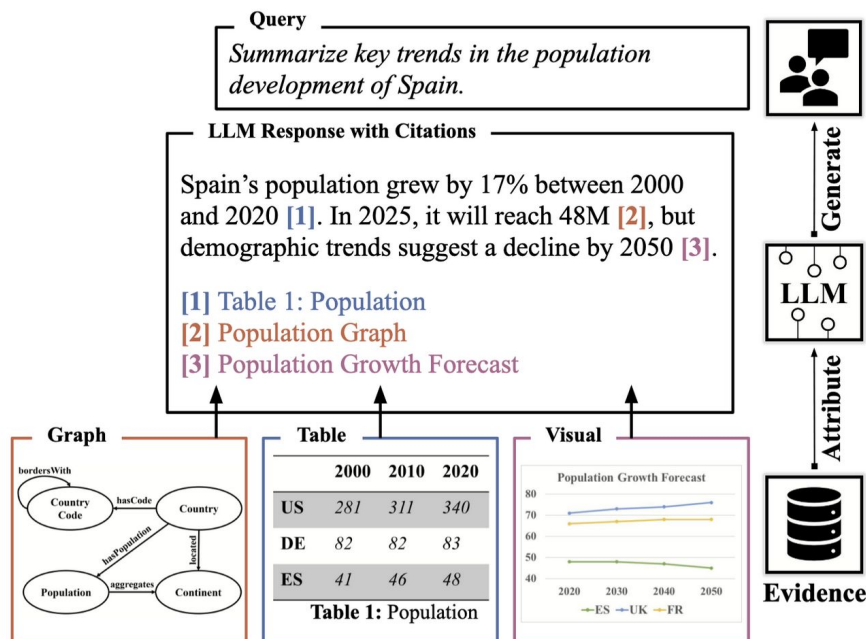 Query
Summarize key trends in the population
development of Spain.
LLM Response with Citations
Spain's population grew by 17% between 2000
and 2020 [1]. In 2025, it will reach 48M [2], but
demographic trends suggest a decline by 2050 [3].
[1] Table 1: Population
[2] Population Graph
[3] Population Growth Forecast
Generate
LLM
Attribute
Evidence
Graph
bordersWith
Country
Code
hasCode
Country
hasPopulation
located
Population
aggregates
Continent
Table
2000 2010 2020
US 281 311 340
DE 82 82 83
ES 41 46 48
Table 1: Population
Visual
Population Growth Forecast
80
70
60
50
40
2020 2030 2040 2050
ES UK FR